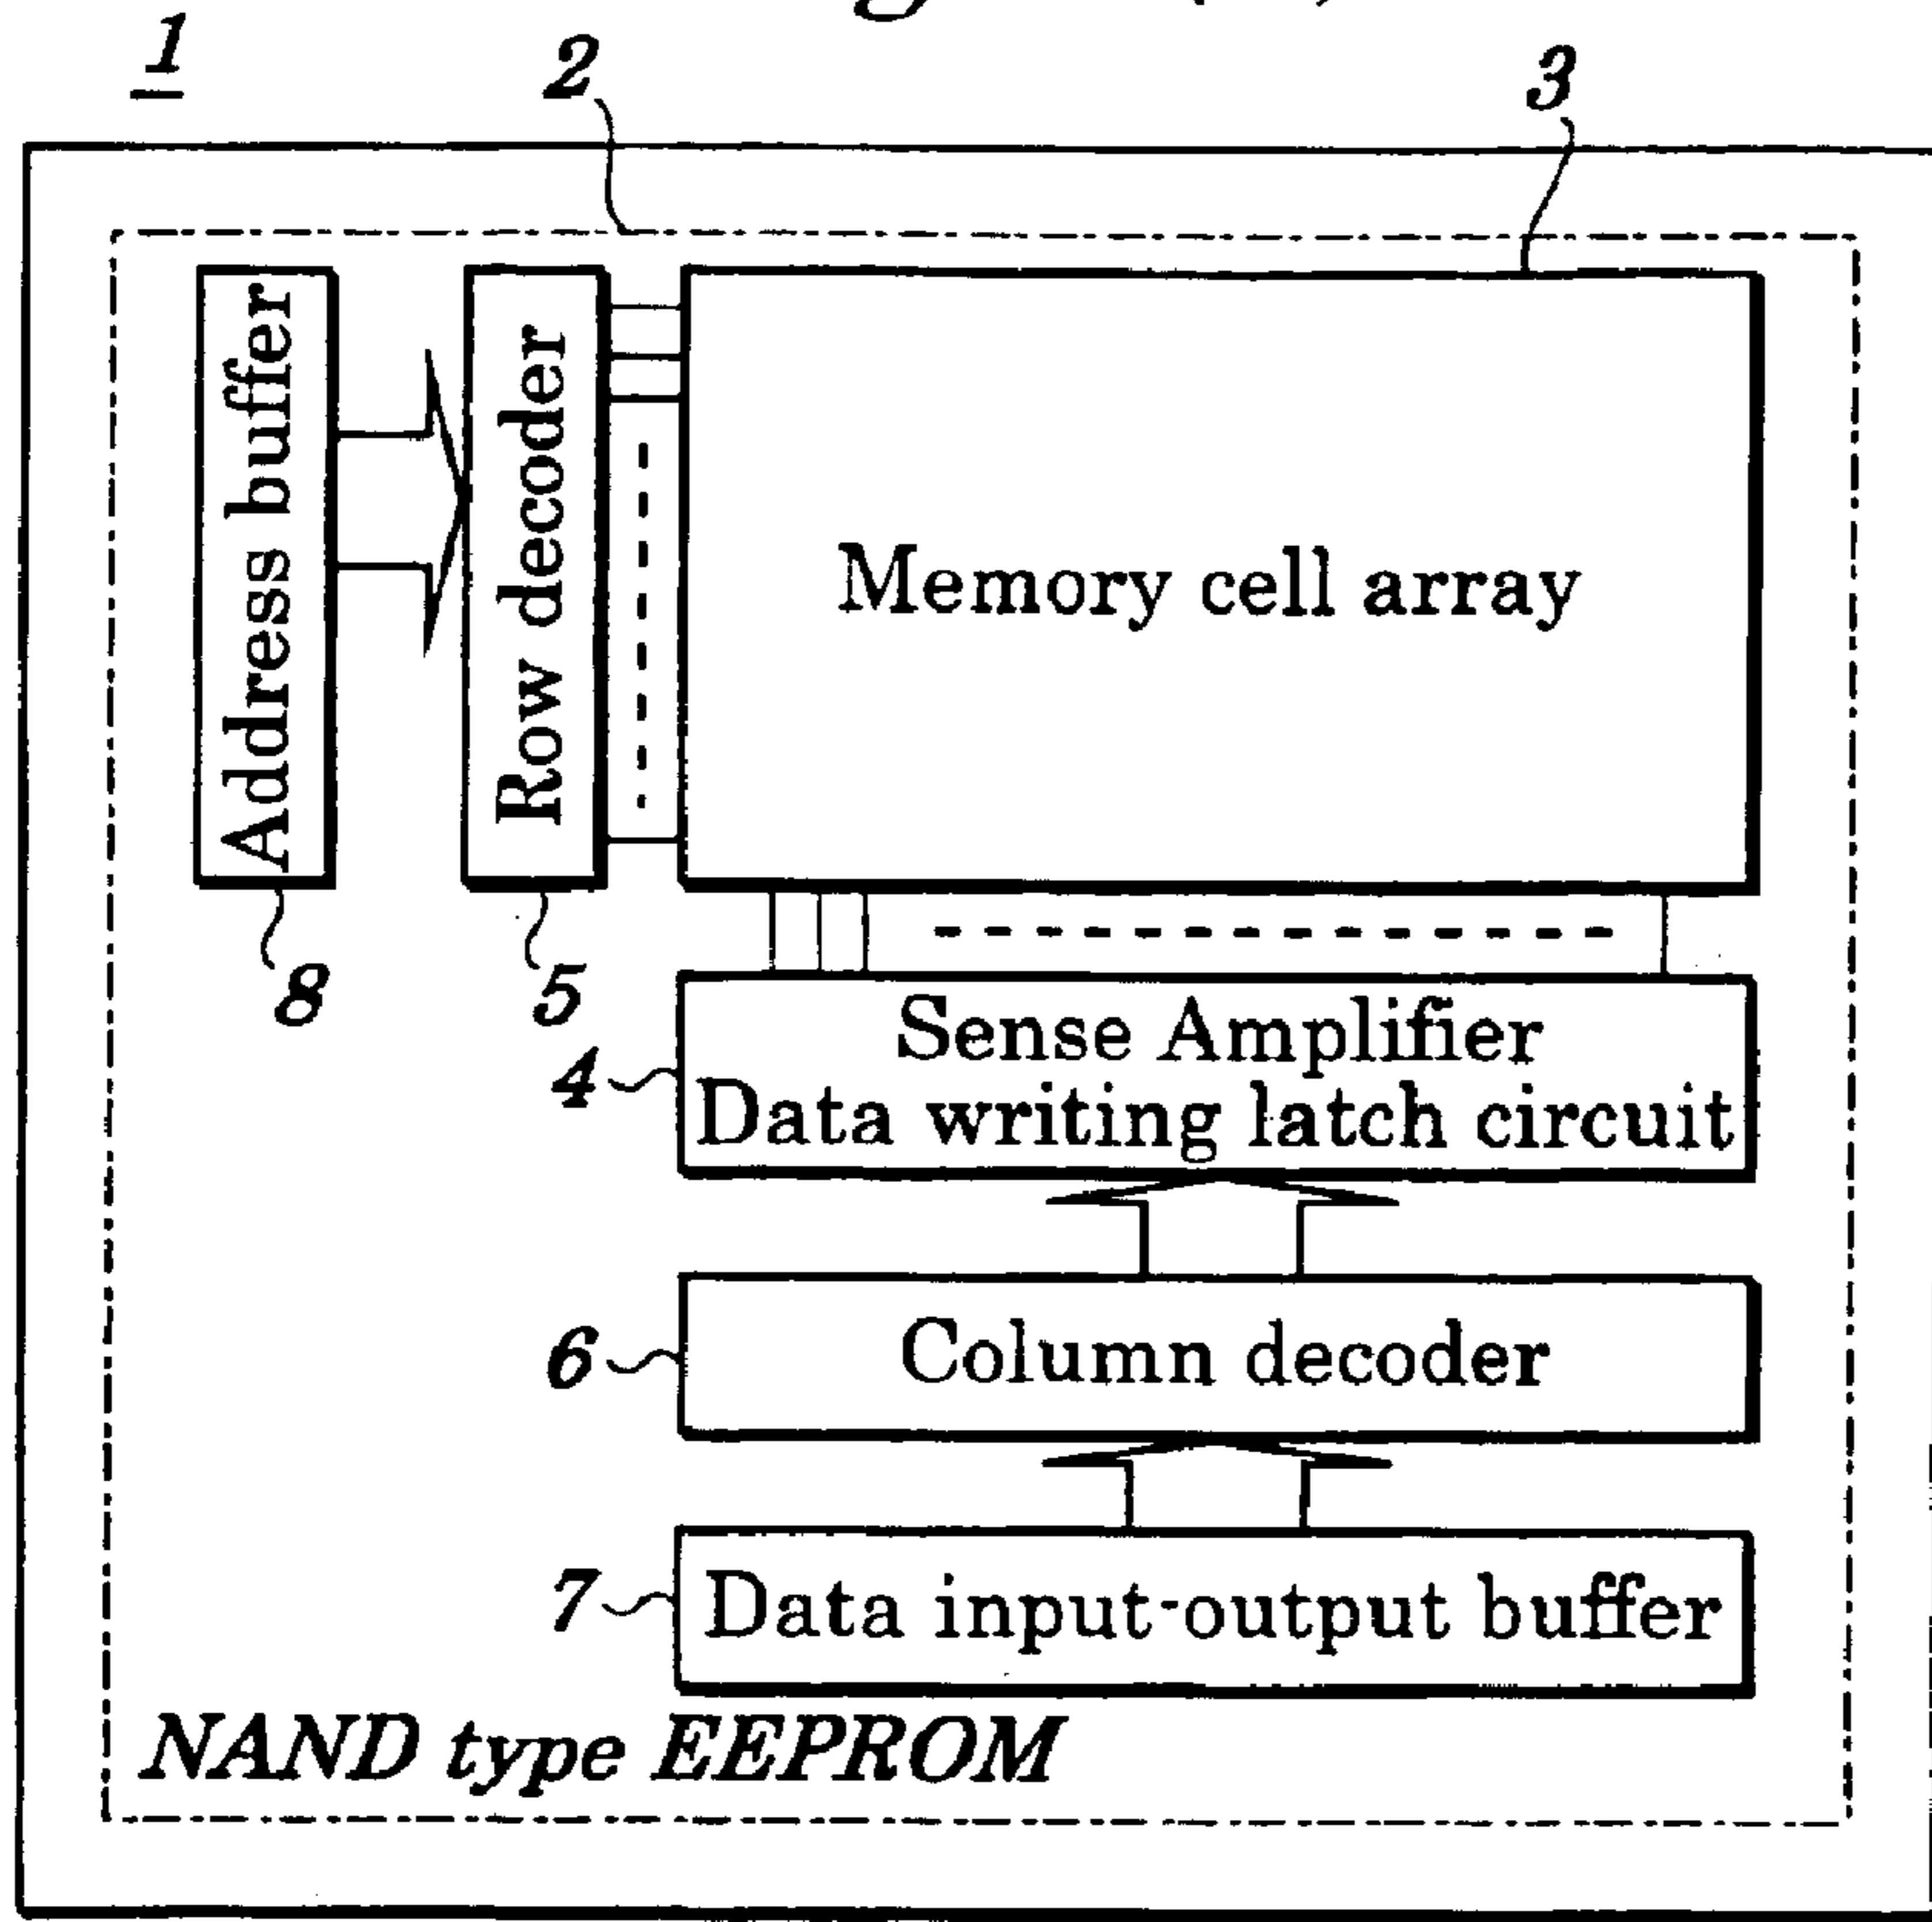 1
2
3
Address buffer
Row decoder
Memory cell array
8
5
4
Sense Amplifier
Data writing latch circuit
6
Column decoder
7
Data input-output buffer
NAND type EEPROM